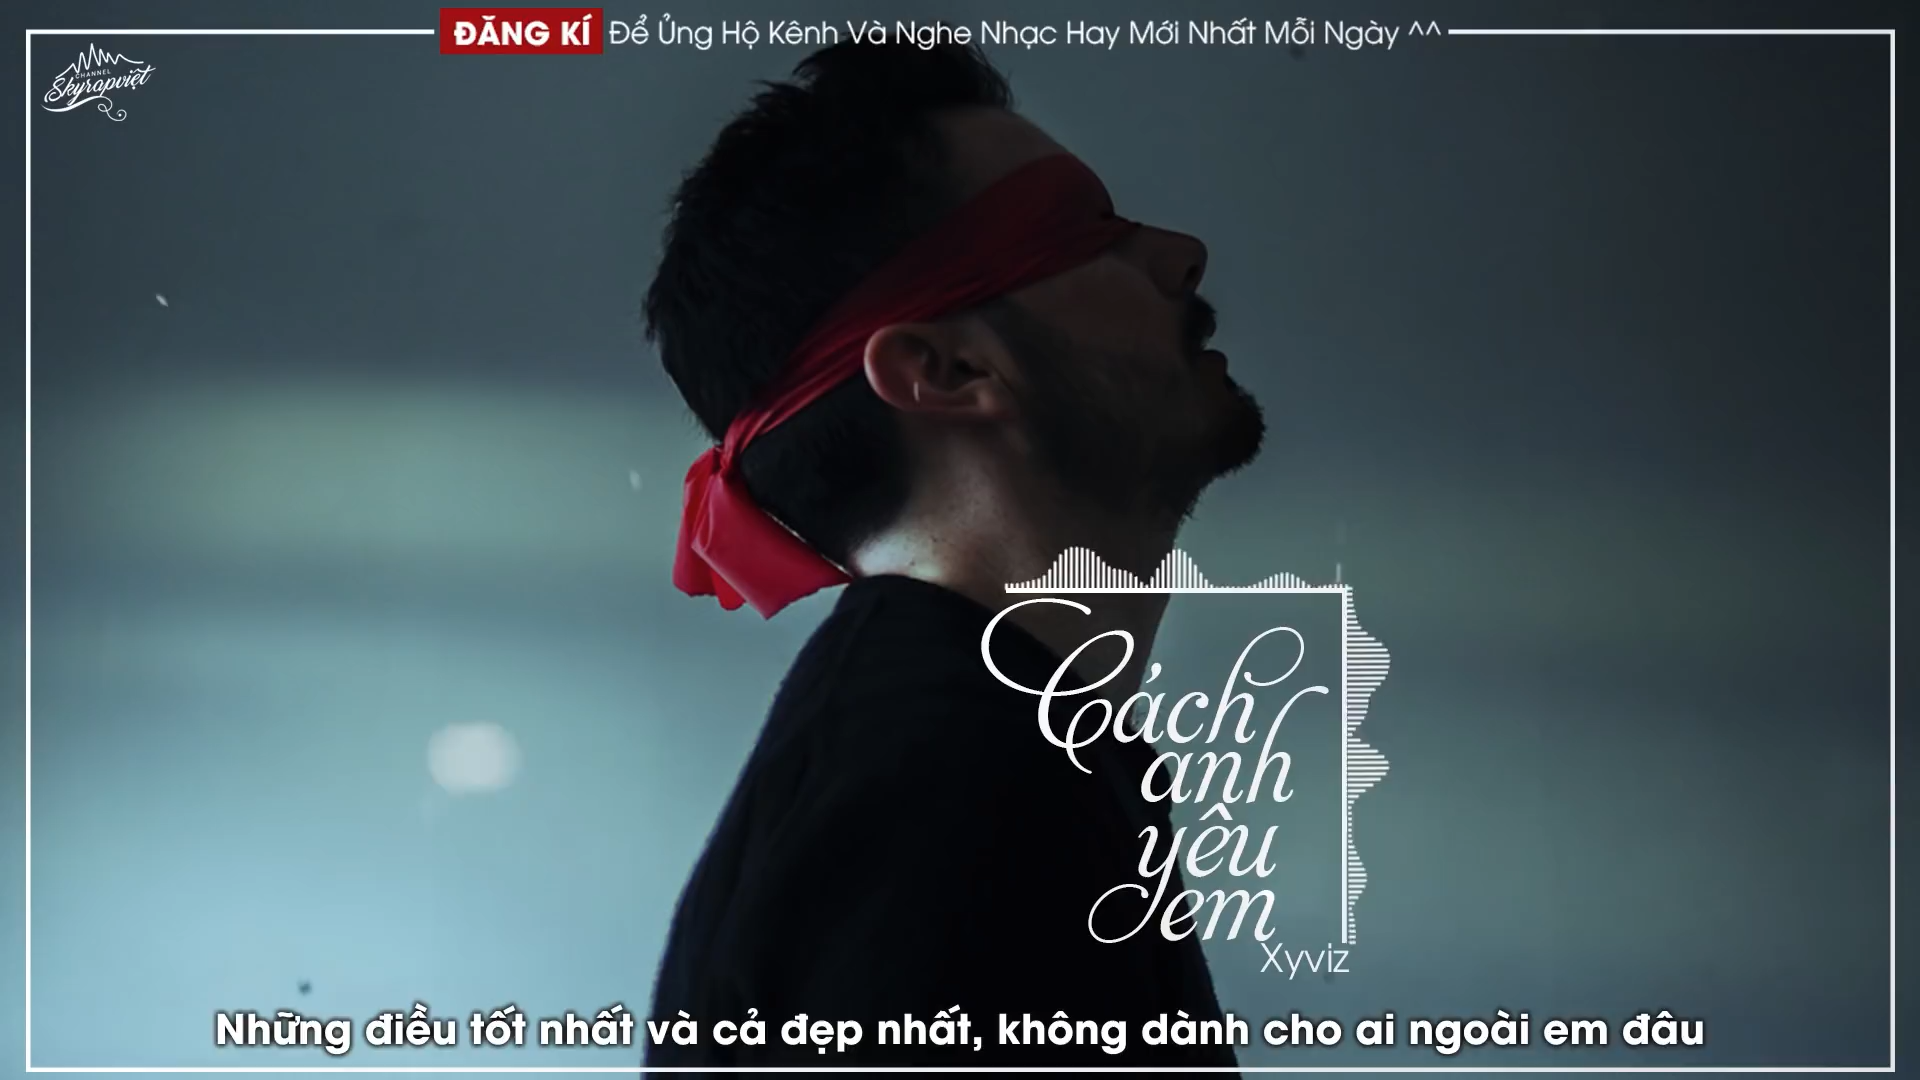 ĐĂNG KÍ Để Ủng Hộ Kênh Và Nghe Nhạc Hay Mới Nhất Mỗi Ngày ^^
CHANNEL
Skyrapviệt
Cách
anh
yêu
em
Xyviz
Những điều tốt nhất và cả đẹp nhất, không dành cho ai ngoài em đâu